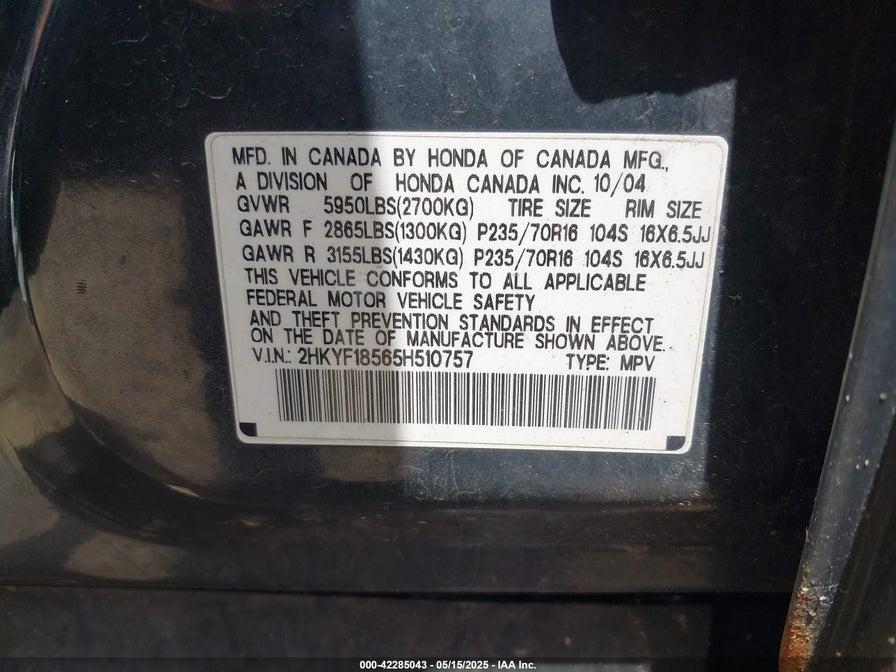 MFD. IN CANADA BY HONDA OF CANADA MFG.,
A DIVISION OF HONDA CANADA INC. 10/04
GVWR 5950LBS(2700KG) TIRE SIZE RIM SIZE
GAWR F 2865LBS(1300KG) P235/70R16 104S 16X6.5JJ
GAWR R 3155LBS(1430KG) P235/70R16 104S 16X6.5JJ
THIS VEHICLE CONFORMS TO ALL APPLICABLE
FEDERAL MOTOR VEHICLE SAFETY
AND THEFT PREVENTION STANDARDS IN EFFECT
ON THE DATE OF MANUFACTURE SHOWN ABOVE.
V.I.N.: 2HKYF18565H510757 TYPE: MPV
000-42285043 - 05/15/2025 - IAA Inc.